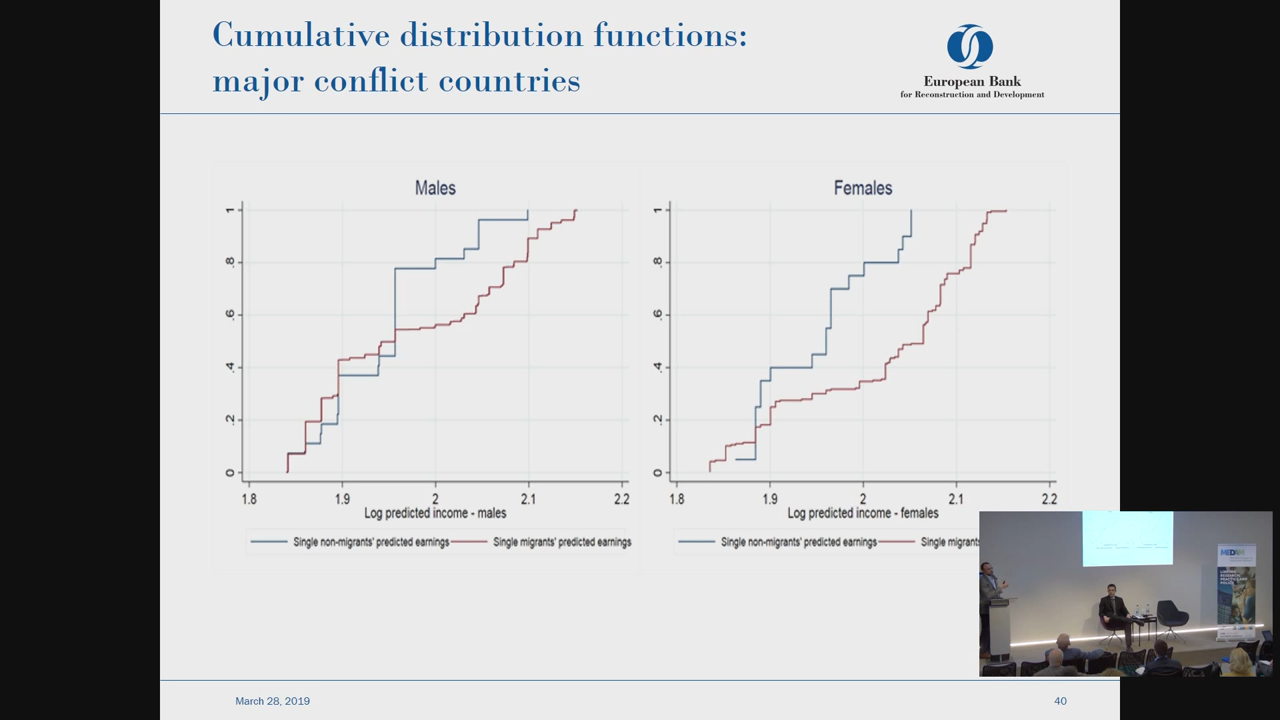 Cumulative distribution functions:
major conflict countries
European Bank
for Reconstruction and Development
Males
1
.8
.6
.4
.2
0
1.8
1.9
2
2.1
2.2
Log predicted income - males
Single non-migrants' predicted earnings
Single migrants' predicted earnings
Females
1
.8
.6
.4
.2
0
1.8
1.9
2
2.1
2.2
Log predicted income - females
Single non-migrants' predicted earnings
Single migrants
MEDAM
March 28, 2019
40